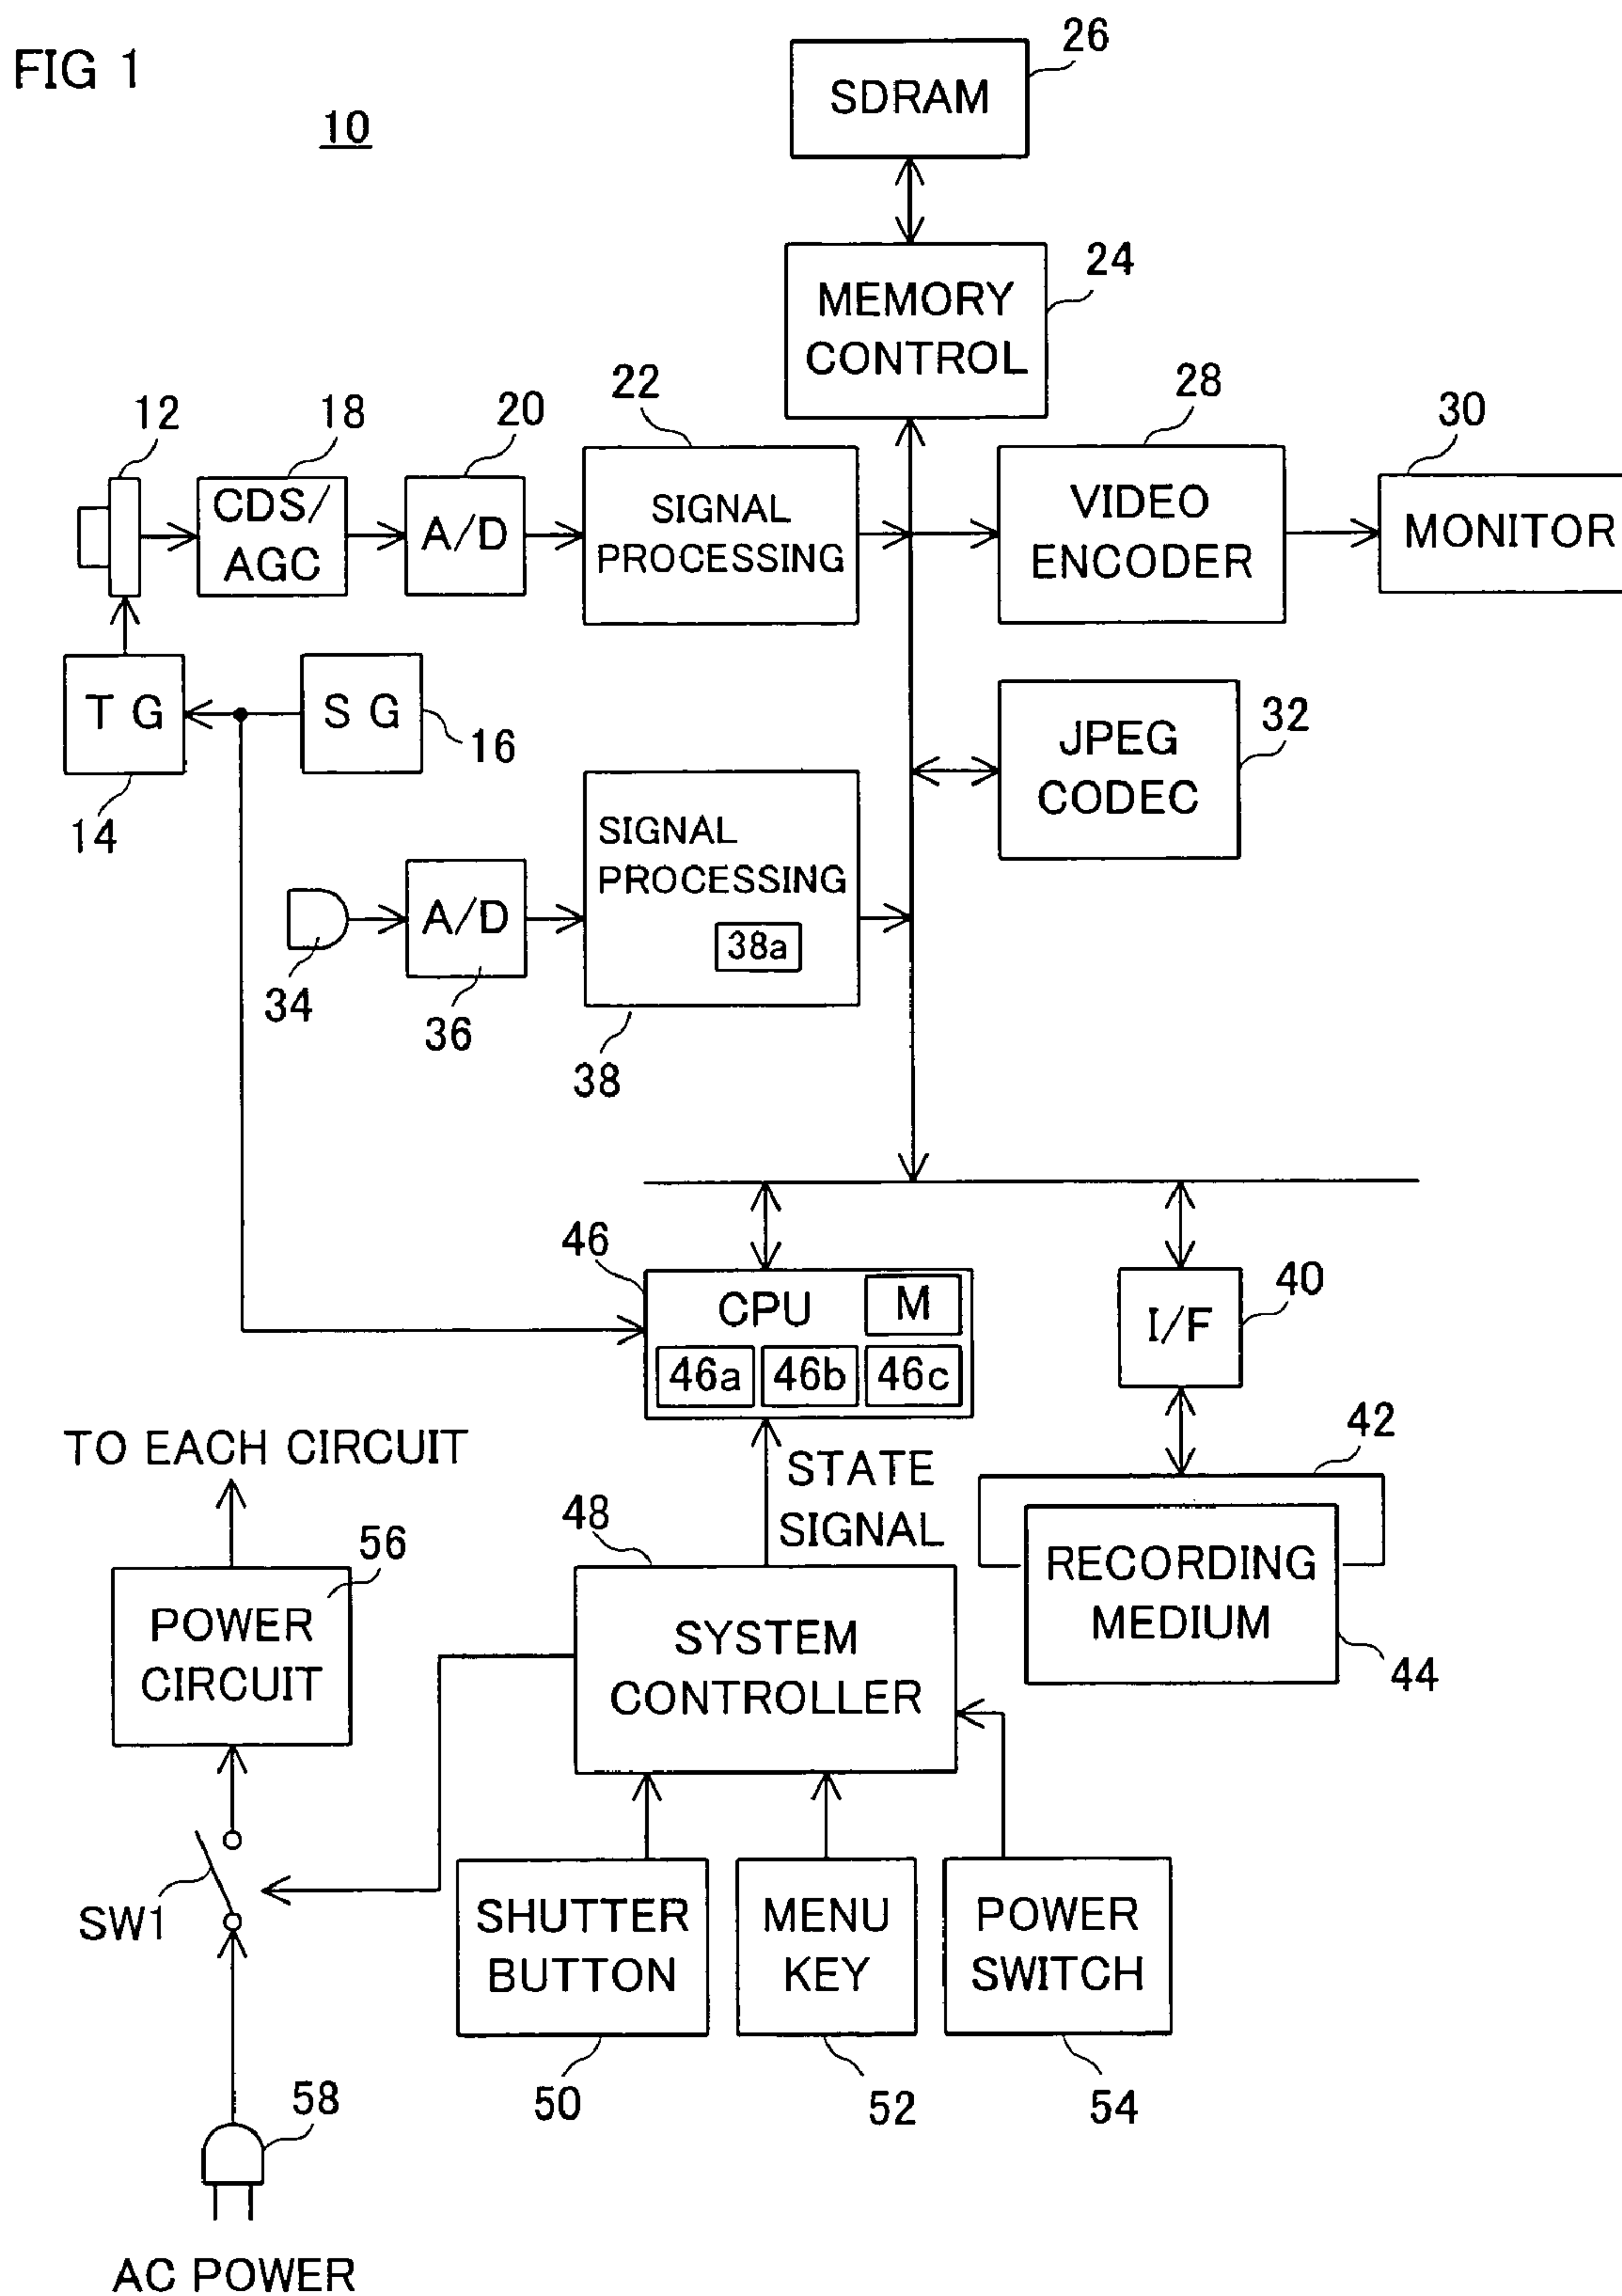 FIG 1
10
26
SDRAM
24
MEMORY
CONTROL
12
18
20
22
28
30
CDS/
AGC
A/D
SIGNAL
PROCESSING
VIDEO
ENCODER
MONITOR
T G
S G
16
14
JPEG
CODEC
32
34
A/D
36
SIGNAL
PROCESSING
38a
38
46
CPU
M
46a
46b
46c
40
I/F
42
RECORDING
MEDIUM
44
STATE
SIGNAL
48
SYSTEM
CONTROLLER
TO EACH CIRCUIT
56
POWER
CIRCUIT
SW1
SHUTTER
BUTTON
50
MENU
KEY
52
POWER
SWITCH
54
58
AC POWER